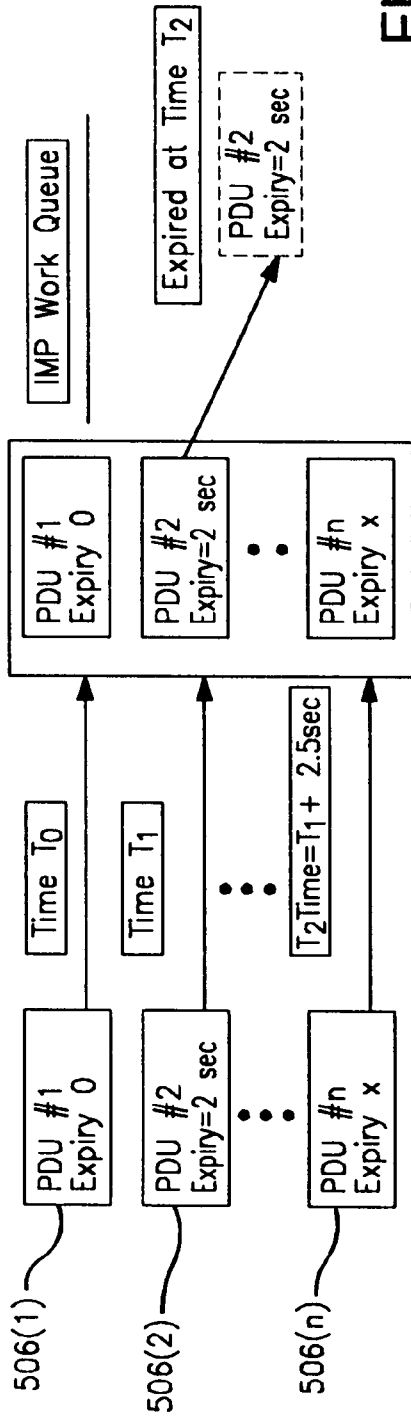 506(1)
PDU #1
Expiry 0
Time T0
PDU #1
Expiry 0
IMP Work Queue
506(2)
PDU #2
Expiry=2 sec
Time T1
PDU #2
Expiry=2 sec
Expired at Time T2
PDU #2
Expiry=2 sec
506(n)
PDU #n
Expiry x
T2Time=T1+ 2.5sec
PDU #n
Expiry x